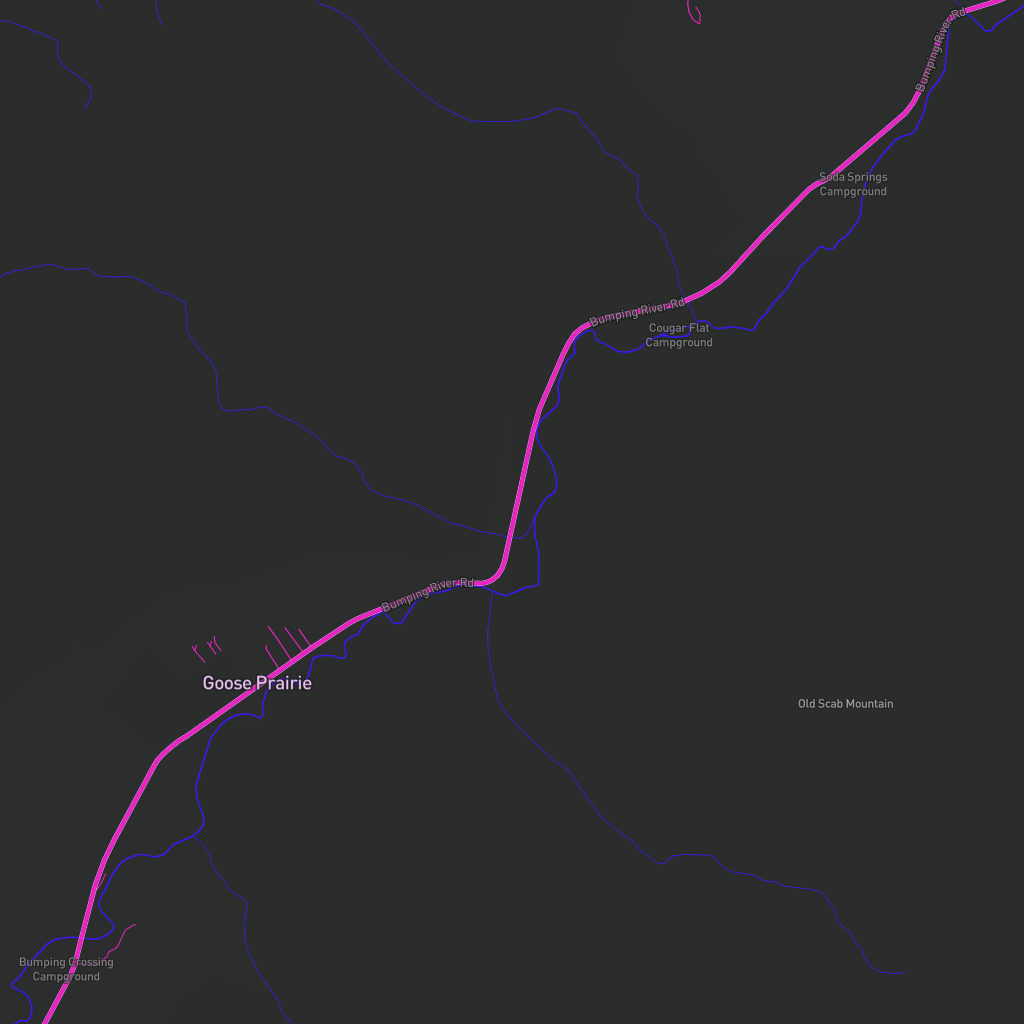 Bumping River Rd
Soda Springs
Campground
Bumping River Rd
Cougar Flat
Campground
Bumping River Rd
Goose Prairie
Old Scab Mountain
Bumping Crossing
Campground